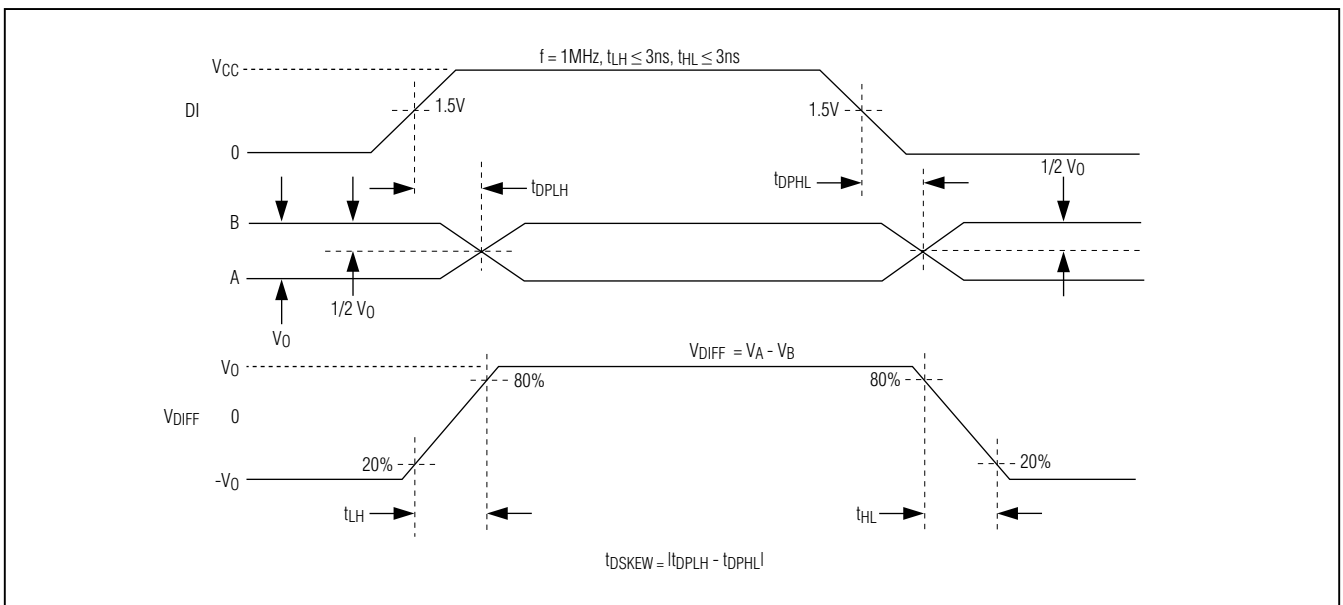 f = 1MHz, tLH ≤ 3ns, tHL ≤ 3ns
VCC
DI
1.5V
1.5V
0
1/2 VO
tDPLH
tDPHL
B
A
1/2 VO
VO
VDIFF = VA - VB
VO
80%
80%
VDIFF 0
20%
20%
-VO
tLH
tHL
tDSKEW = |tDPLH - tDPHL|